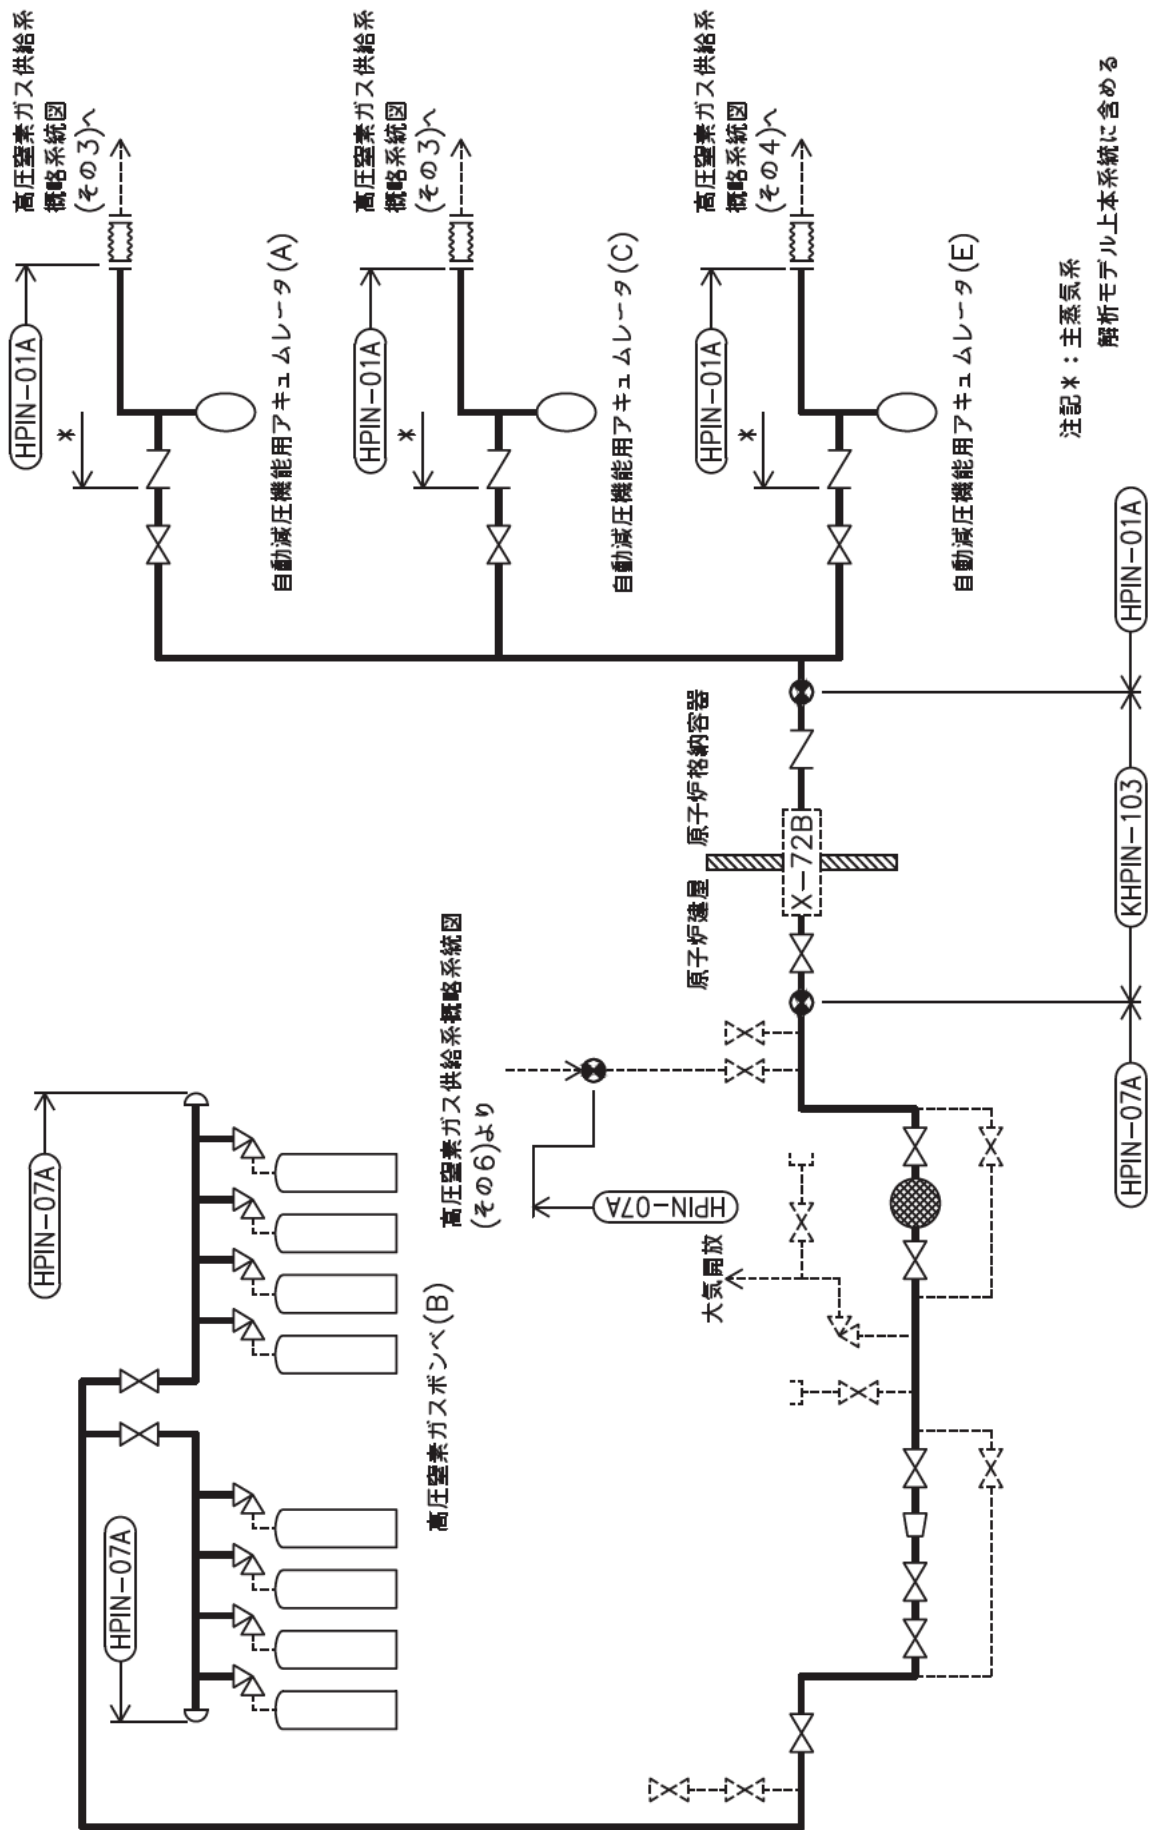 高圧窒素ガス供給系
概略系統図
(その3)へ
HPIN-01A
*
自動減圧機能用アキュムレータ(A)
高圧窒素ガス供給系
概略系統図
(その3)へ
HPIN-01A
*
自動減圧機能用アキュムレータ(C)
高圧窒素ガス供給系
概略系統図
(その4)へ
HPIN-01A
*
自動減圧機能用アキュムレータ(E)
HPIN-07A
HPIN-07A
高圧窒素ガスボンベ(B)
高圧窒素ガス供給系概略系統図
(その6)より
HPIN-07A
大気開放
原子炉建屋
原子炉格納容器
X-72B
HPIN-07A
KHPIN-103
HPIN-01A
注記*:主蒸気系
解析モデル上本系統に含める